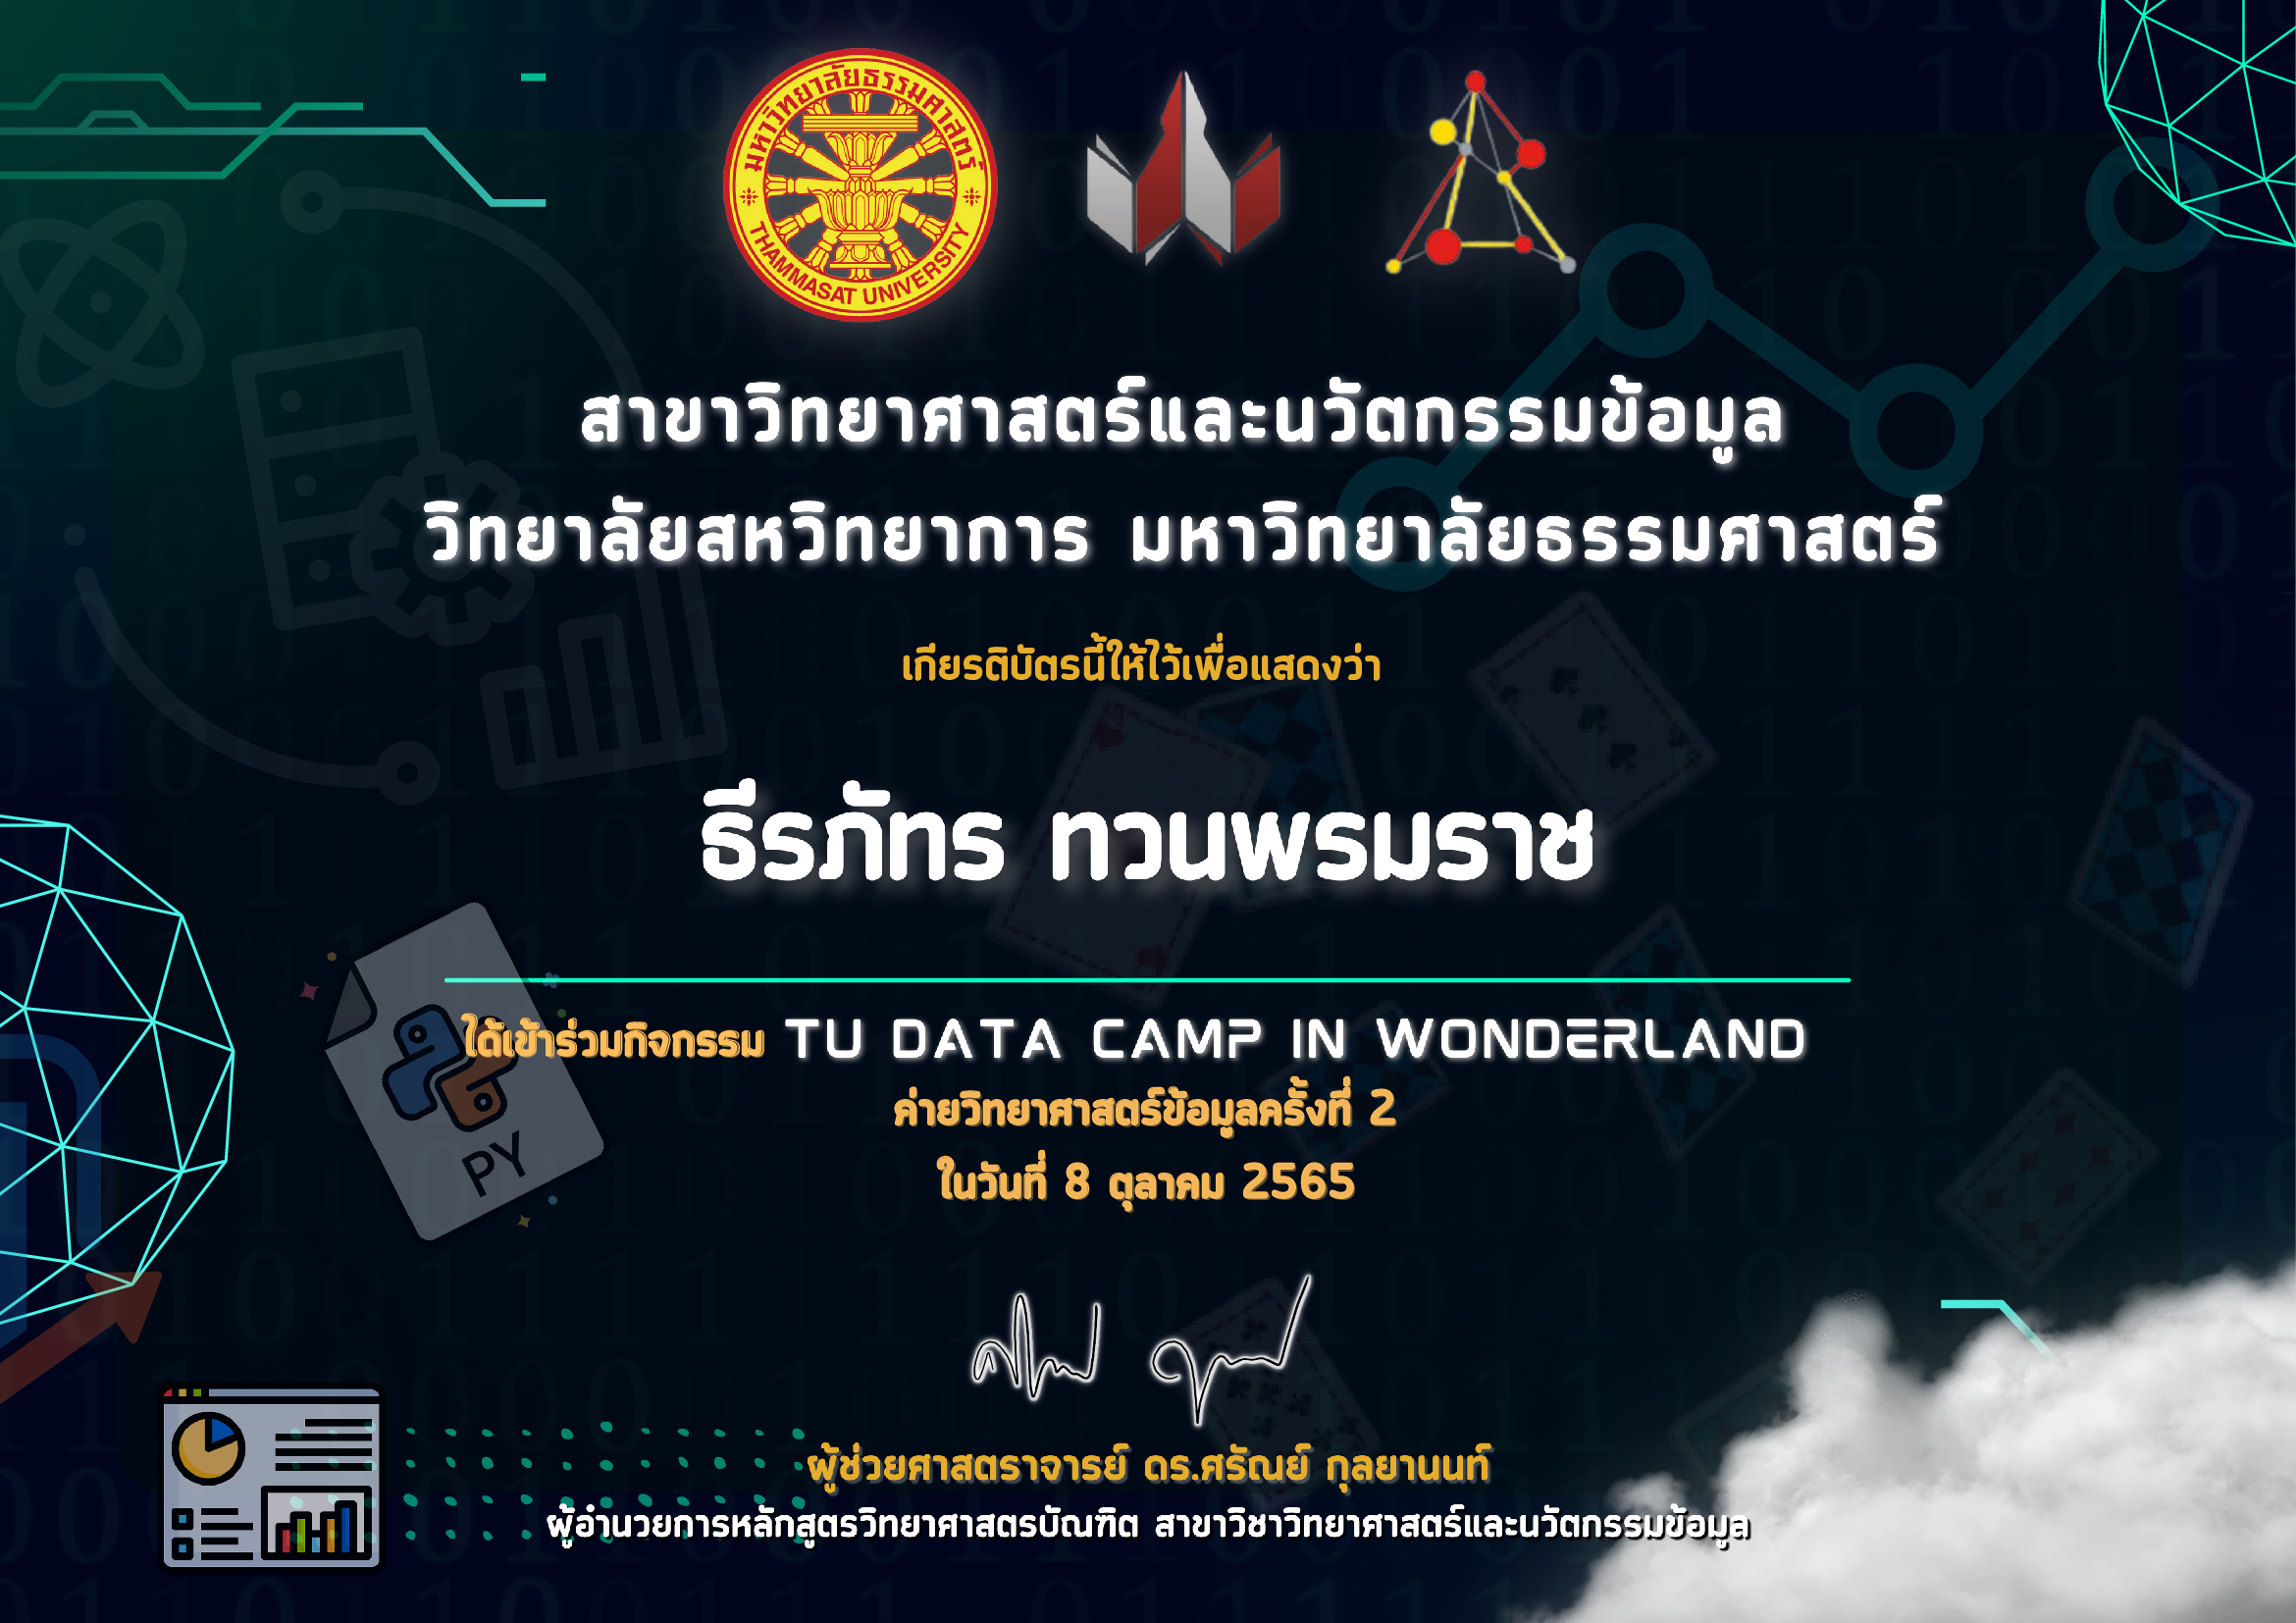 มหาวิทยาลัยธรรมศาสตร์
THAMMASAT UNIVERSITY
สาขาวิทยาศาสตร์และนวัตกรรมข้อมูล
วิทยาลัยสหวิทยาการ มหาวิทยาลัยธรรมศาสตร์
เกียรติบัตรนี้ให้ไว้เพื่อแสดงว่า
ธีรภัทร ทวนพรมราช
ได้เข้าร่วมกิจกรรม TU DATA CAMP IN WONDERLAND
ค่ายวิทยาศาสตร์ข้อมูลครั้งที่ 2
ในวันที่ 8 ตุลาคม 2565
PY
ผู้ช่วยศาสตราจารย์ ดร.ศรัณย์ กุลยานนท์
ผู้อำนวยการหลักสูตรวิทยาศาสตรบัณฑิต สาขาวิชาวิทยาศาสตร์และนวัตกรรมข้อมูล